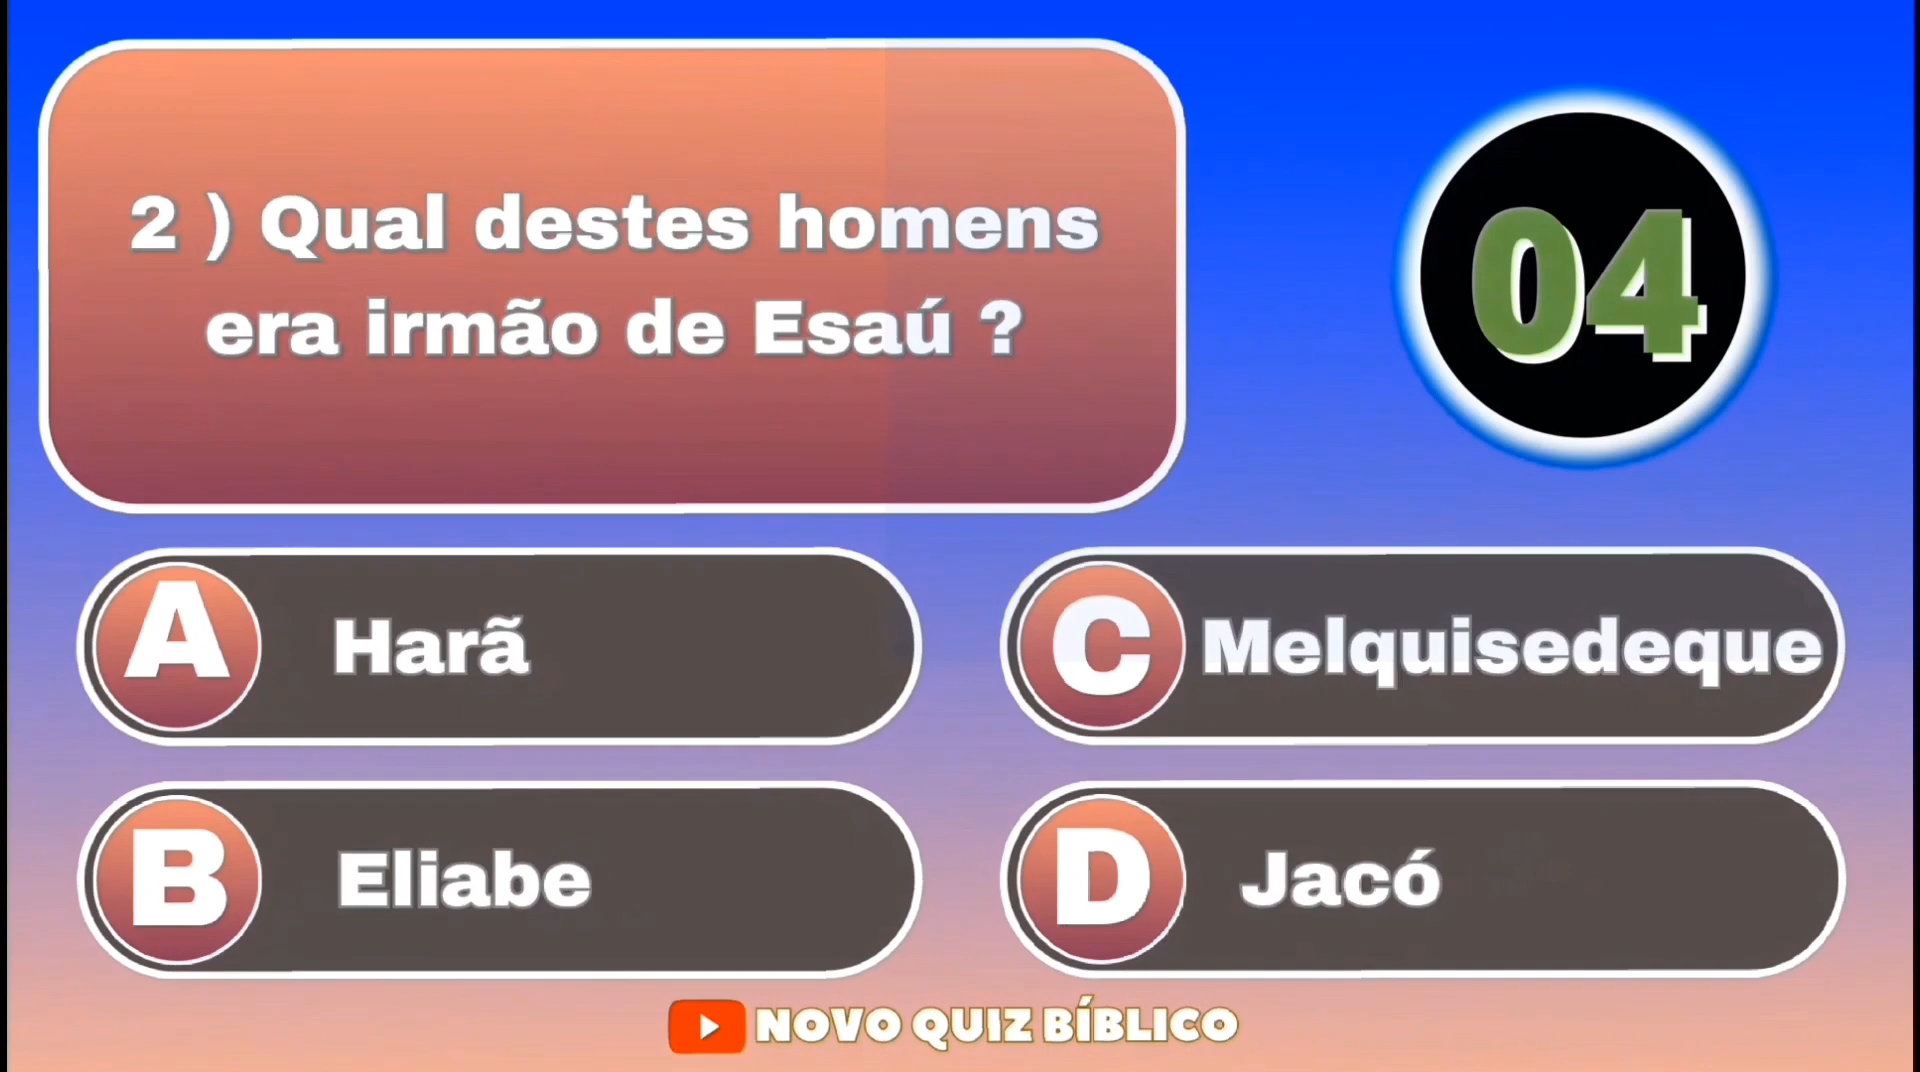 2 ) Qual destes homens
era irmão de Esaú ?
04
A Harã
B Eliabe
C Melquisedeque
D Jacó
NOVO QUIZ BÍBLICO